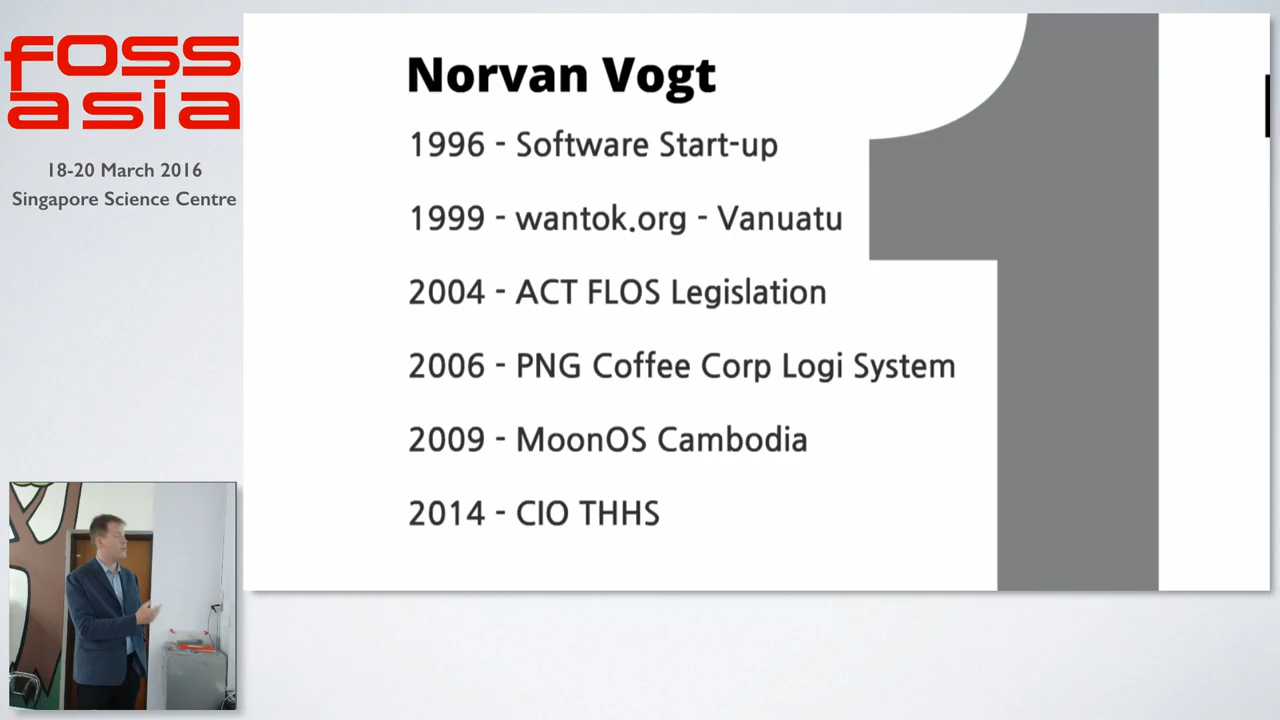 foss
asia
18-20 March 2016
Singapore Science Centre
Norvan Vogt
1996 - Software Start-up
1999 - wantok.org - Vanuatu
2004 - ACT FLOS Legislation
2006 - PNG Coffee Corp Logi System
2009 - MoonOS Cambodia
2014 - CIO THHS
1